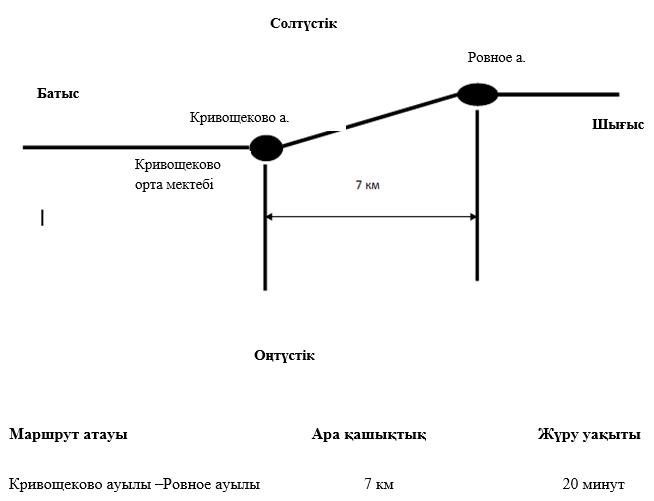 Солтүстік
Ровное а.
Батыс
Кривощеково а.
Шығыс
Кривощеково
орта мектебі
7 км
Оңтүстік
Маршрут атауы Ара қашықтық Жүру уақыты
Кривощеково ауылы –Ровное ауылы 7 км 20 минут